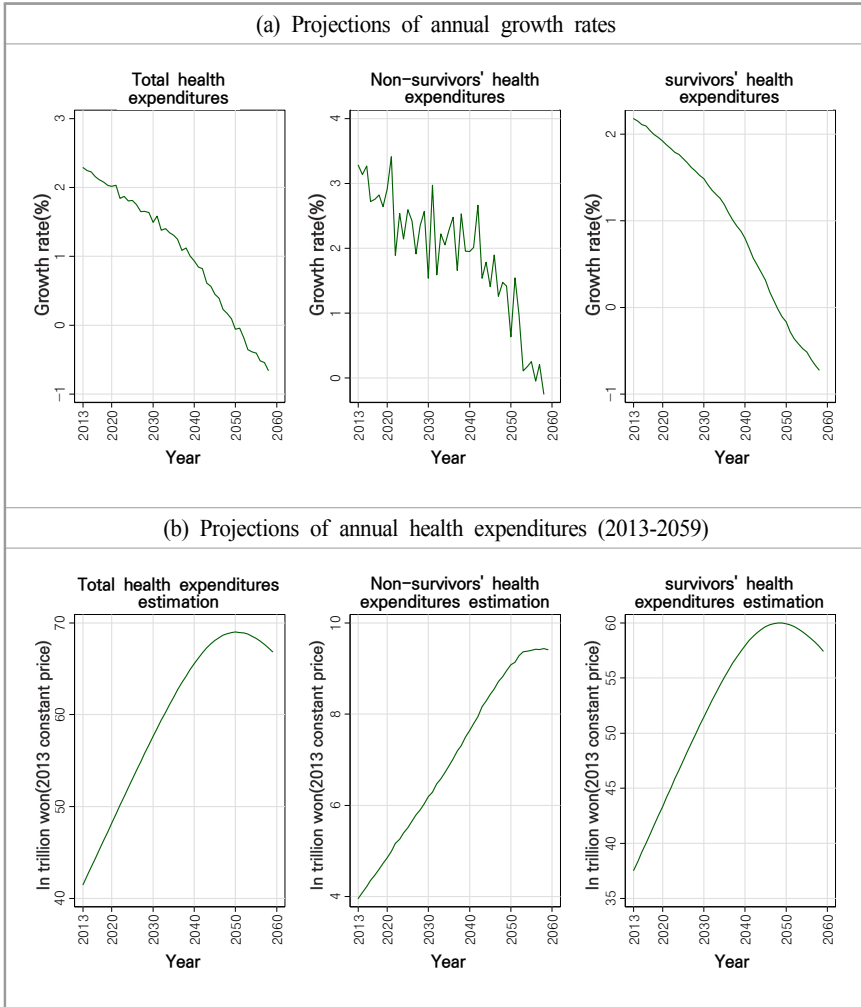 (a) Projections of annual growth rates
Total health
expenditures
3
2
1
0
−1
Growth rate(%)
2013
2020
2030
2040
2050
2060
Year
Non−survivors' health
expenditures
4
3
2
1
0
Growth rate(%)
2013
2020
2030
2040
2050
2060
Year
survivors' health
expenditures
2
1
0
−1
Growth rate(%)
2013
2020
2030
2040
2050
2060
Year
(b) Projections of annual health expenditures (2013-2059)
Total health expenditures
estimation
70
60
50
40
In trillion won(2013 constant price)
2013
2020
2030
2040
2050
2060
Year
Non−survivors' health
expenditures estimation
10
8
6
4
In trillion won(2013 constant price)
2013
2020
2030
2040
2050
2060
Year
survivors' health
expenditures estimation
60
55
50
45
40
35
In trillion won(2013 constant price)
2013
2020
2030
2040
2050
2060
Year